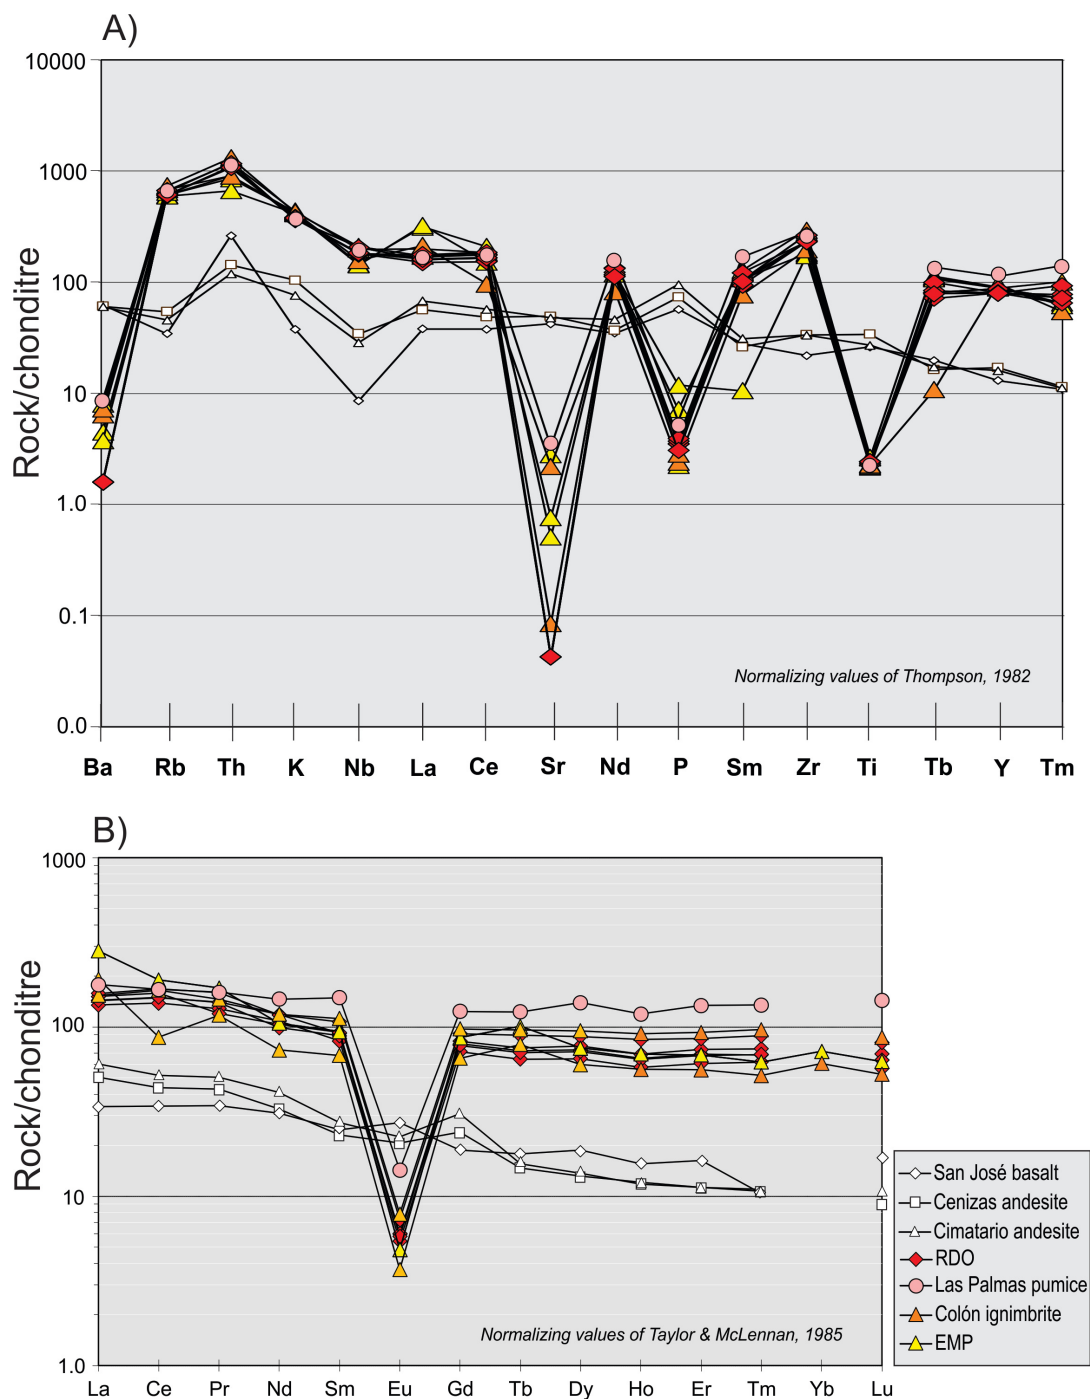 A)
10000
1000
100
10
1.0
0.1
0.0
Rock/chonditre
Normalizing values of Thompson, 1982
Ba Rb Th K Nb La Ce Sr Nd P Sm Zr Ti Tb Y Tm
B)
1000
100
10
1.0
Rock/chonditre
Normalizing values of Taylor & McLennan, 1985
La Ce Pr Nd Sm Eu Gd Tb Dy Ho Er Tm Yb Lu
San José basalt
Cenizas andesite
Cimatario andesite
RDO
Las Palmas pumice
Colón ignimbrite
EMP